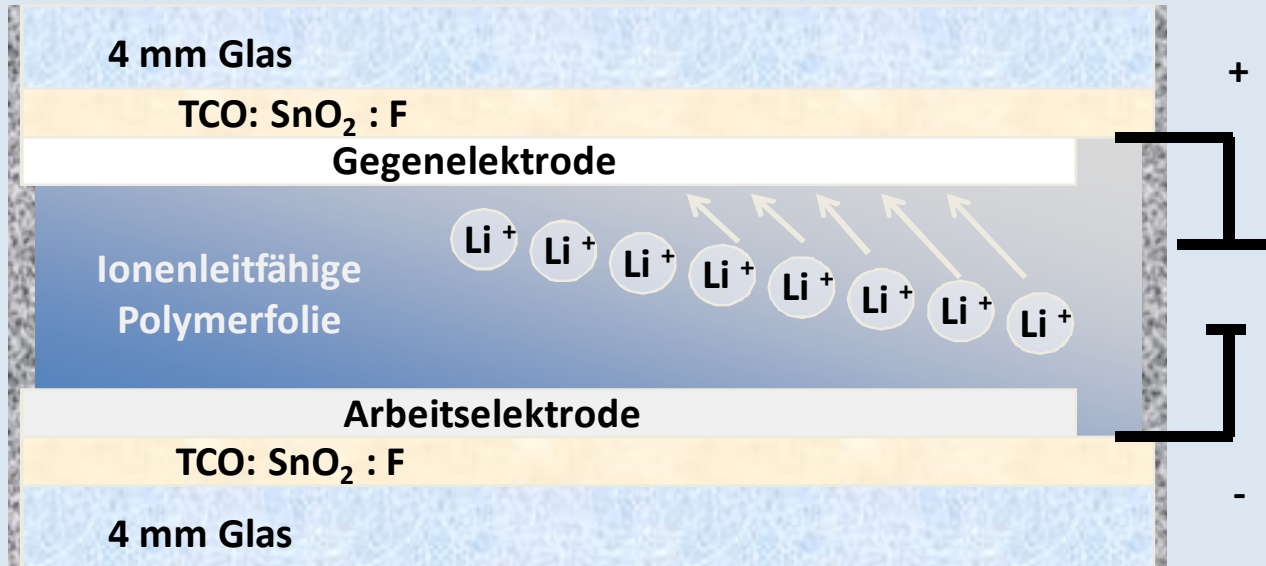 4 mm Glas
+
TCO: SnO₂ : F
Gegenelektrode
Li +
Li +
Li +
Li +
Li +
Li +
Li +
Li +
Ionenleitfähige
Polymerfolie
Arbeitselektrode
TCO: SnO₂ : F
-
4 mm Glas